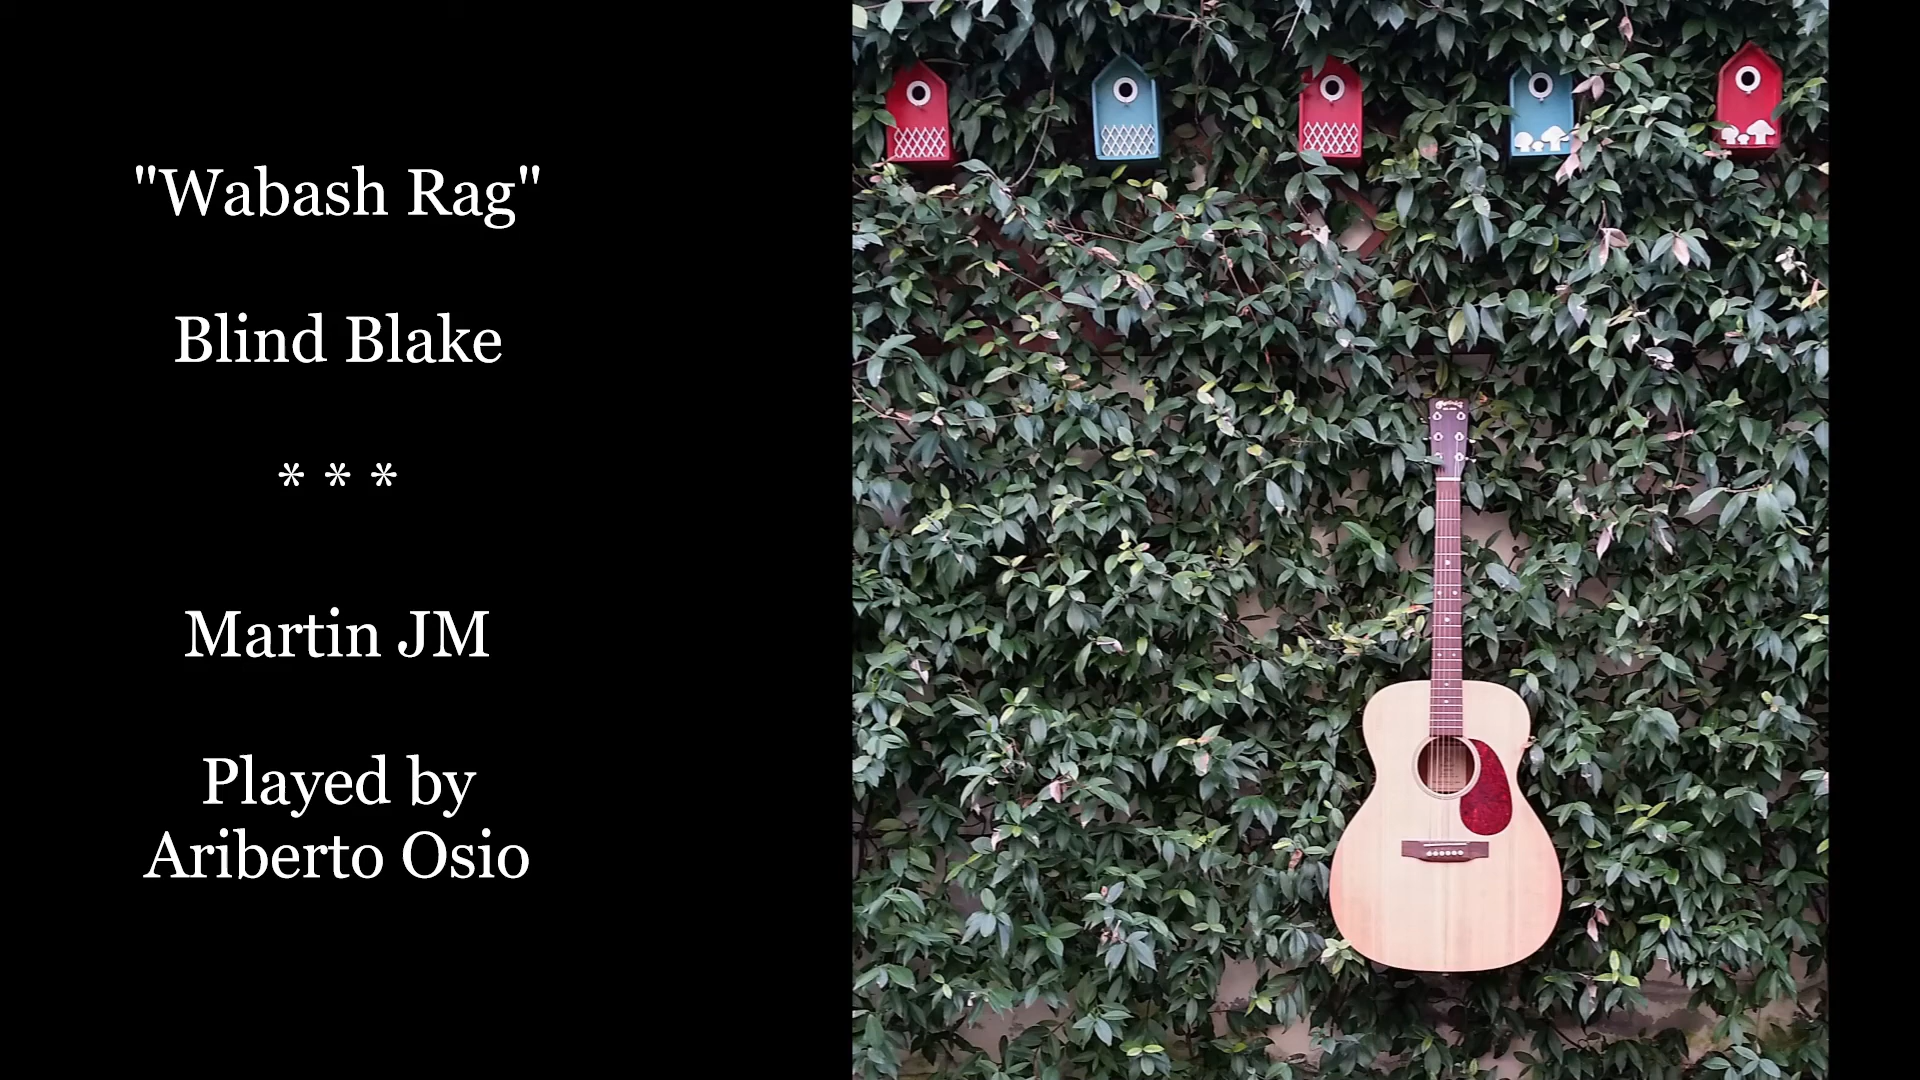 "Wabash Rag"
Blind Blake
* * *
Martin JM
Played by
Ariberto Osio